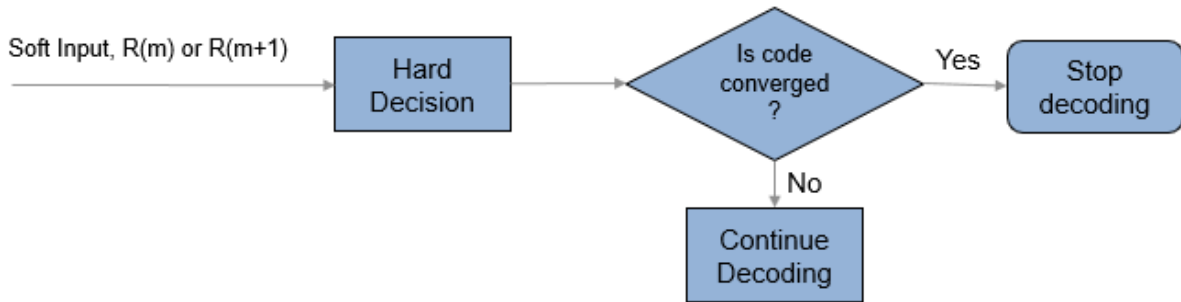 Soft Input, R(m) or R(m+1)
Hard
Decision
Is code
converged
?
Yes
Stop
decoding
No
Continue
Decoding